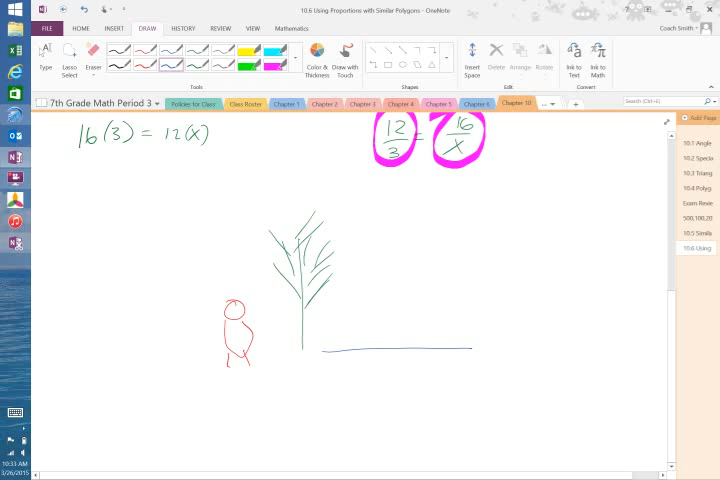 10.6 Using Proportions with Similar Polygons - OneNote
FILE HOME INSERT DRAW HISTORY REVIEW VIEW Mathematics
Coach Smith
Type
Lasso Select
Eraser
Color & Thickness
Draw with Touch
Insert Space
Delete
Arrange
Rotate
Ink to Text
Ink to Math
Tools
Shapes
Edit
Convert
7th Grade Math Period 3
Policies for Class Class Roster Chapter 1 Chapter 2 Chapter 3 Chapter 4 Chapter 5 Chapter 6 Chapter 10 ...
Search (Ctrl+E)
Add Page
10.1 Angle
10.2 Specia
10.3 Triang
10.4 Polyg
Exam Revie
500,100,20
10.5 Simila
10.6 Using
16(3) = 12(x)
12/3 = 16/x
10:33 AM
3/26/2015